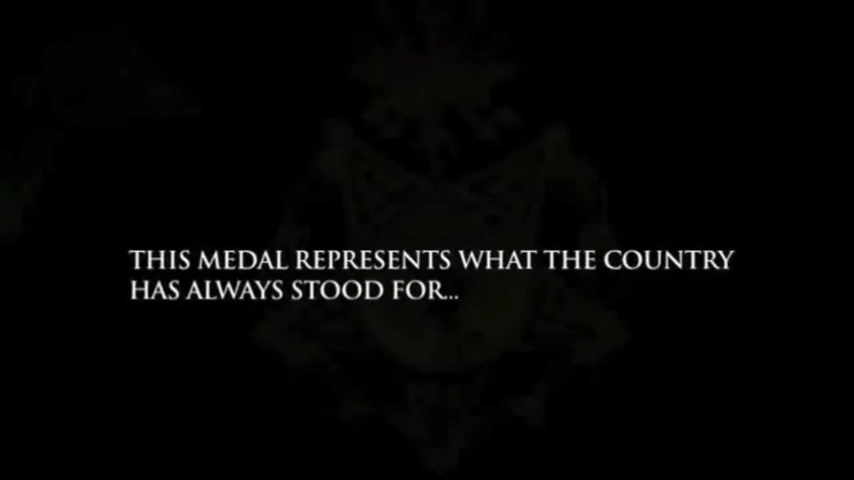 THIS MEDAL REPRESENTS WHAT THE COUNTRY
HAS ALWAYS STOOD FOR...